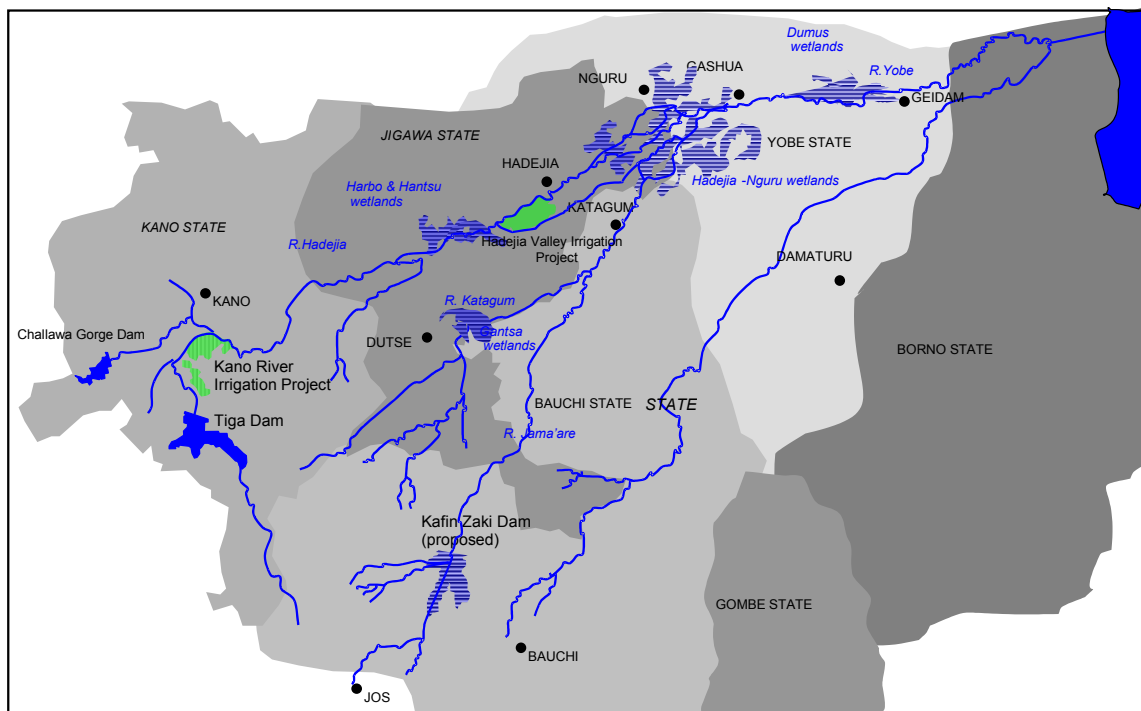 Dumus
wetlands
GASHUA
NGURU
R.Yobe
GEIDAM
JIGAWA STATE
YOBE STATE
HADEJIA
Harbo & Hantsu
wetlands
Hadejia -Nguru wetlands
KATAGUM
KANO STATE
R.Hadejia
Hadejia Valley Irrigation
Project
DAMATURU
KANO
R. Katagum
Challawa Gorge Dam
Gantsa
wetlands
DUTSE
BORNO STATE
Kano River
Irrigation Project
BAUCHI STATE
STATE
Tiga Dam
R. Jama'are
Kafin Zaki Dam
(proposed)
GOMBE STATE
BAUCHI
JOS